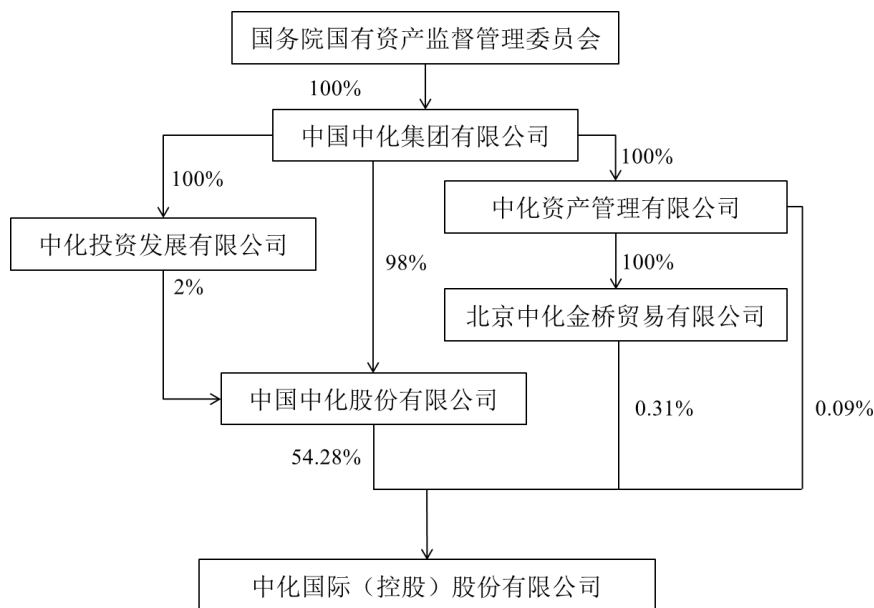 国务院国有资产监督管理委员会
100%
中国中化集团有限公司
100%
100%
中化资产管理有限公司
中化投资发展有限公司
2%
98%
100%
北京中化金桥贸易有限公司
中国中化股份有限公司
0.31%
0.09%
54.28%
中化国际（控股）股份有限公司